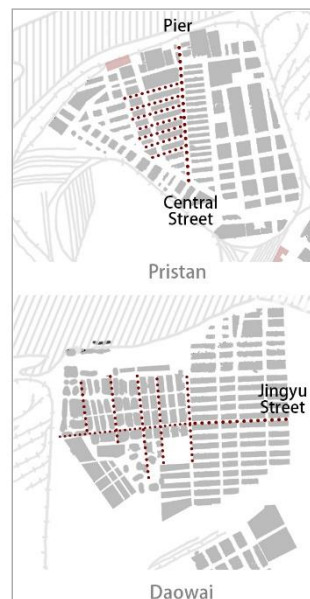 Pier
Central
Street
Pristan
Jingyu
Street
Daowai